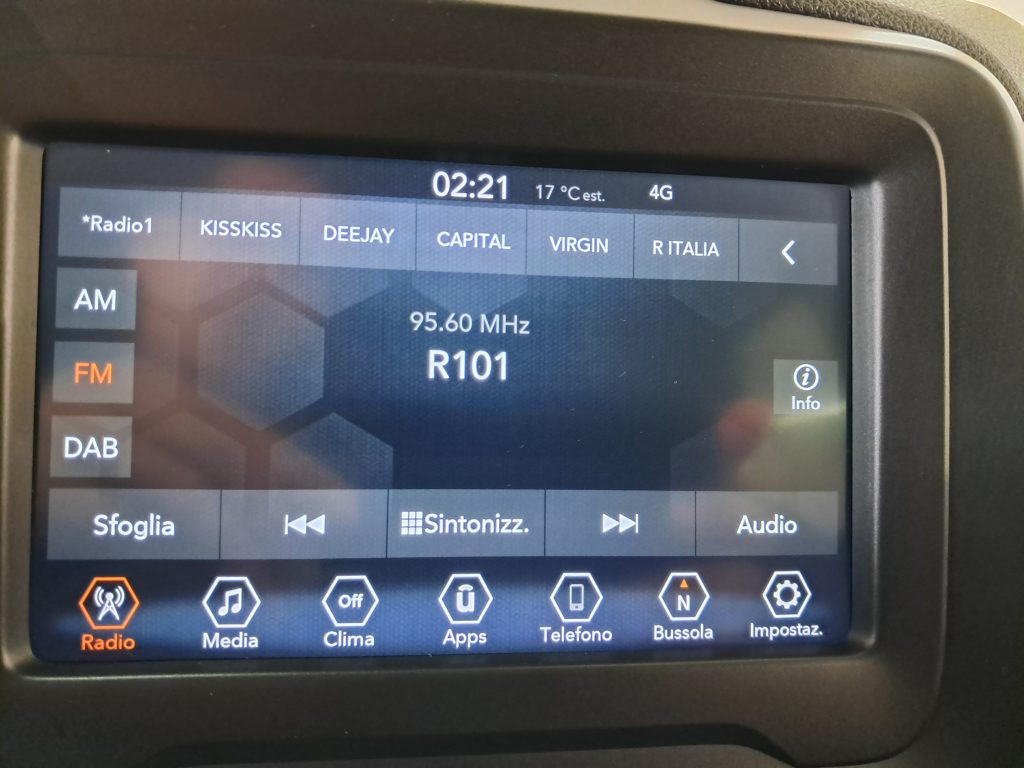 02:21 17 °C est. 4G
*Radio1 KISSKISS DEEJAY CAPITAL VIRGIN R ITALIA
AM
95.60 MHz
R101
FM
i
Info
DAB
Sfoglia Sintonizz. Audio
Off ū N
Radio Media Clima Apps Telefono Bussola Impostaz.